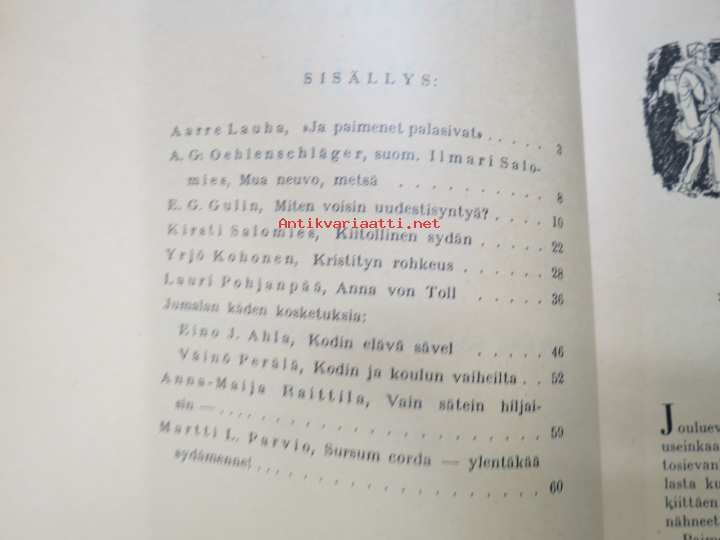 SISÄLLYS:
Aarre Lauha, »Ja paimenet palasivat» ..... 3
A. G. Oehlenschläger, suom. Ilmari Salo-
mies, Mua neuvo, metsä .......... 8
E. G. Gulin, Miten voisin uudestisyntyä? .... 10
Antikvariaatti.net
Kirsti Salomies, Kiitollinen sydän ..... 22
Yrjö Kohonen, Kristityn rohkeus ....... 28
Lauri Pohjanpää, Anna von Toll ..... 36
Jumalan käden kosketuksia:
Eino J. Ahla, Kodin elävä sävel ..... 46
Väinö Perälä, Kodin ja koulun vaiheilta .. 52
Anna-Maija Raittila, Vain sätein hiljai-
sin — .................... 59
Martti L. Parvio, Sursum corda — ylentäkää
sydämenne! ................. 60
Jouluev
useinkaa
tosievan
lasta ku
kiittäen
nähneet